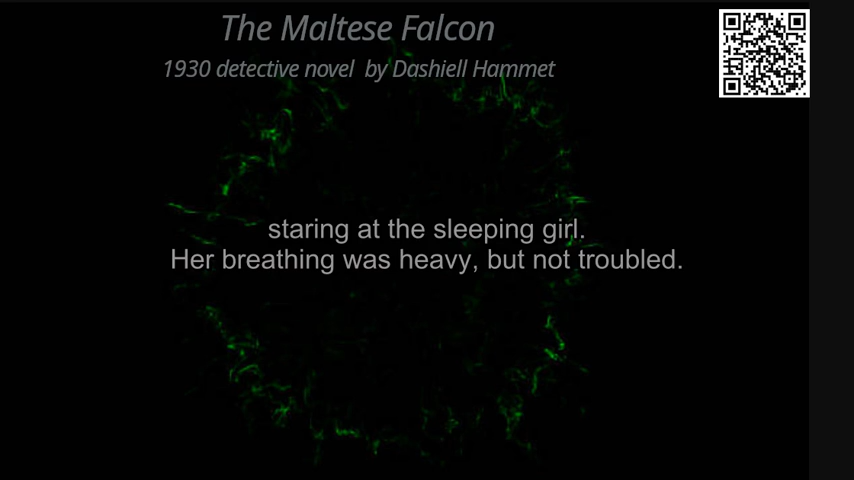 The Maltese Falcon
1930 detective novel by Dashiell Hammet
staring at the sleeping girl.
Her breathing was heavy, but not troubled.